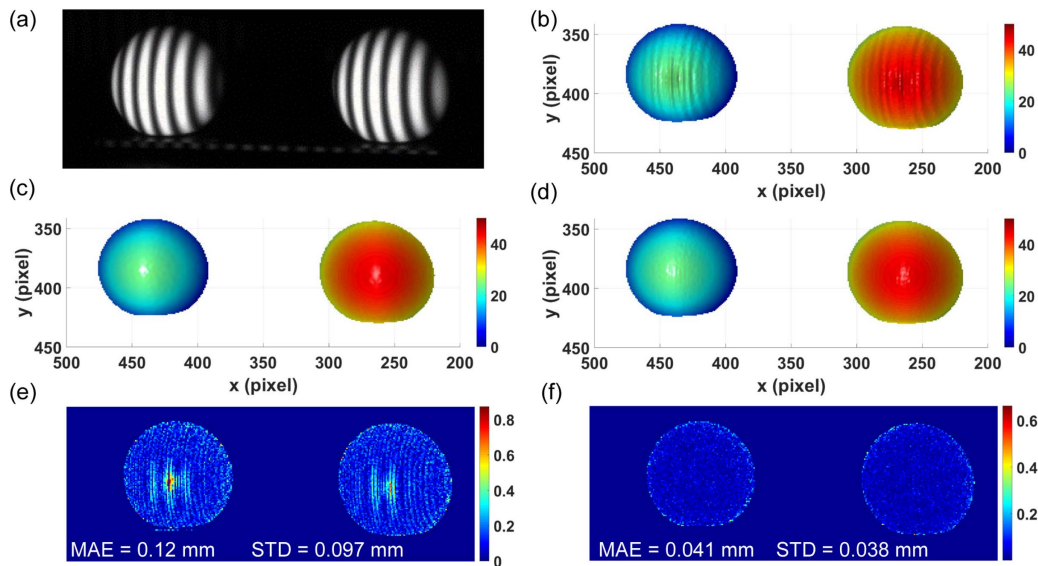 (a)
(b)
350
400
450
y (pixel)
500 450 400 350 300 250 200
x (pixel)
40
20
0
(c)
350
400
450
y (pixel)
500 450 400 350 300 250 200
x (pixel)
40
20
0
(d)
350
400
450
y (pixel)
500 450 400 350 300 250 200
x (pixel)
40
20
0
(e)
MAE = 0.12 mm STD = 0.097 mm
0.8
0.6
0.4
0.2
0
(f)
MAE = 0.041 mm STD = 0.038 mm
0.6
0.4
0.2